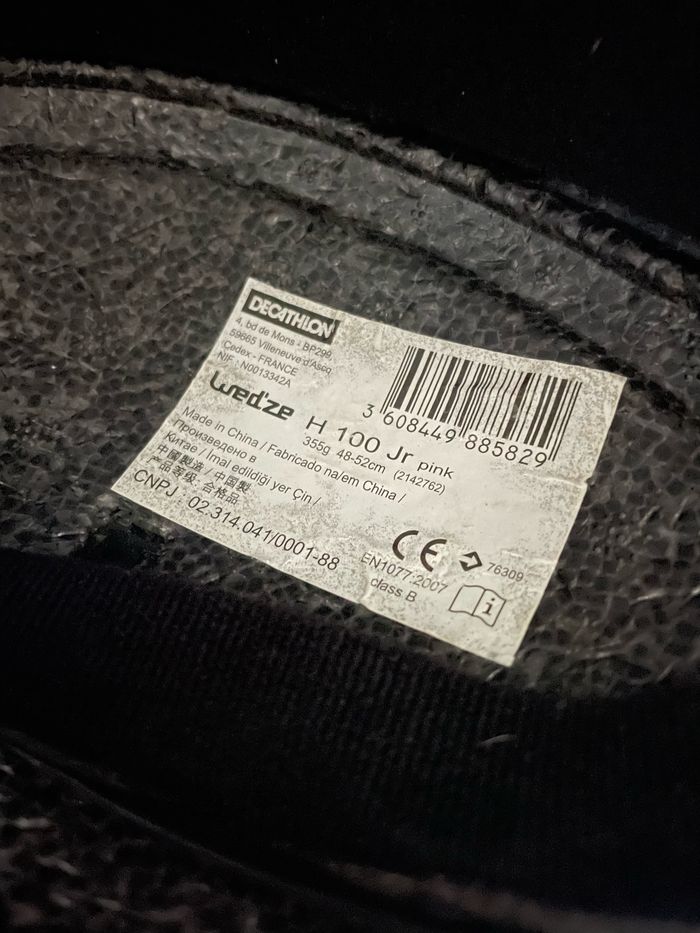 DECATHLON
4, bd de Mons - BP299
59665 Villeneuve d'Ascq
Cedex - FRANCE
NIF : N0013342A
3 608449 885829
Wed'ze H 100 Jr pink
355g 48-52cm (2142762)
Made in China / Fabricado na/em China /
Произведено в
Китае / Imal edildiği yer Çin /
中國製造 / 中国製
产品等级 合格品
CNPJ 02.314.041/0001-88
CE 76309
EN1077:2007
class B
i